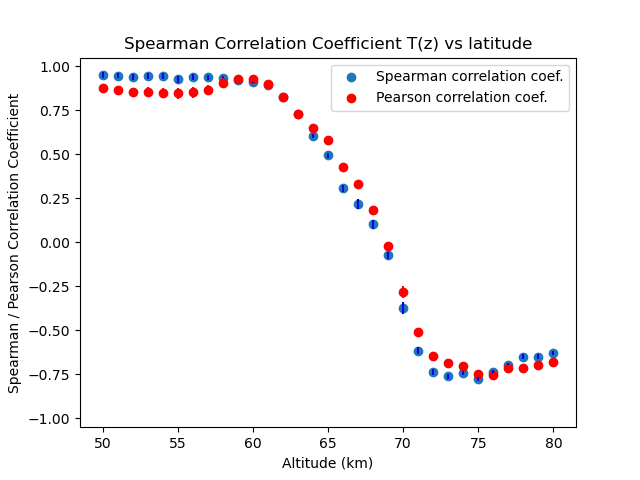 Spearman Correlation Coefficient T(z) vs latitude
Spearman correlation coef.
Pearson correlation coef.
Spearman / Pearson Correlation Coefficient
1.00
0.75
0.50
0.25
0.00
−0.25
−0.50
−0.75
−1.00
50 55 60 65 70 75 80
Altitude (km)